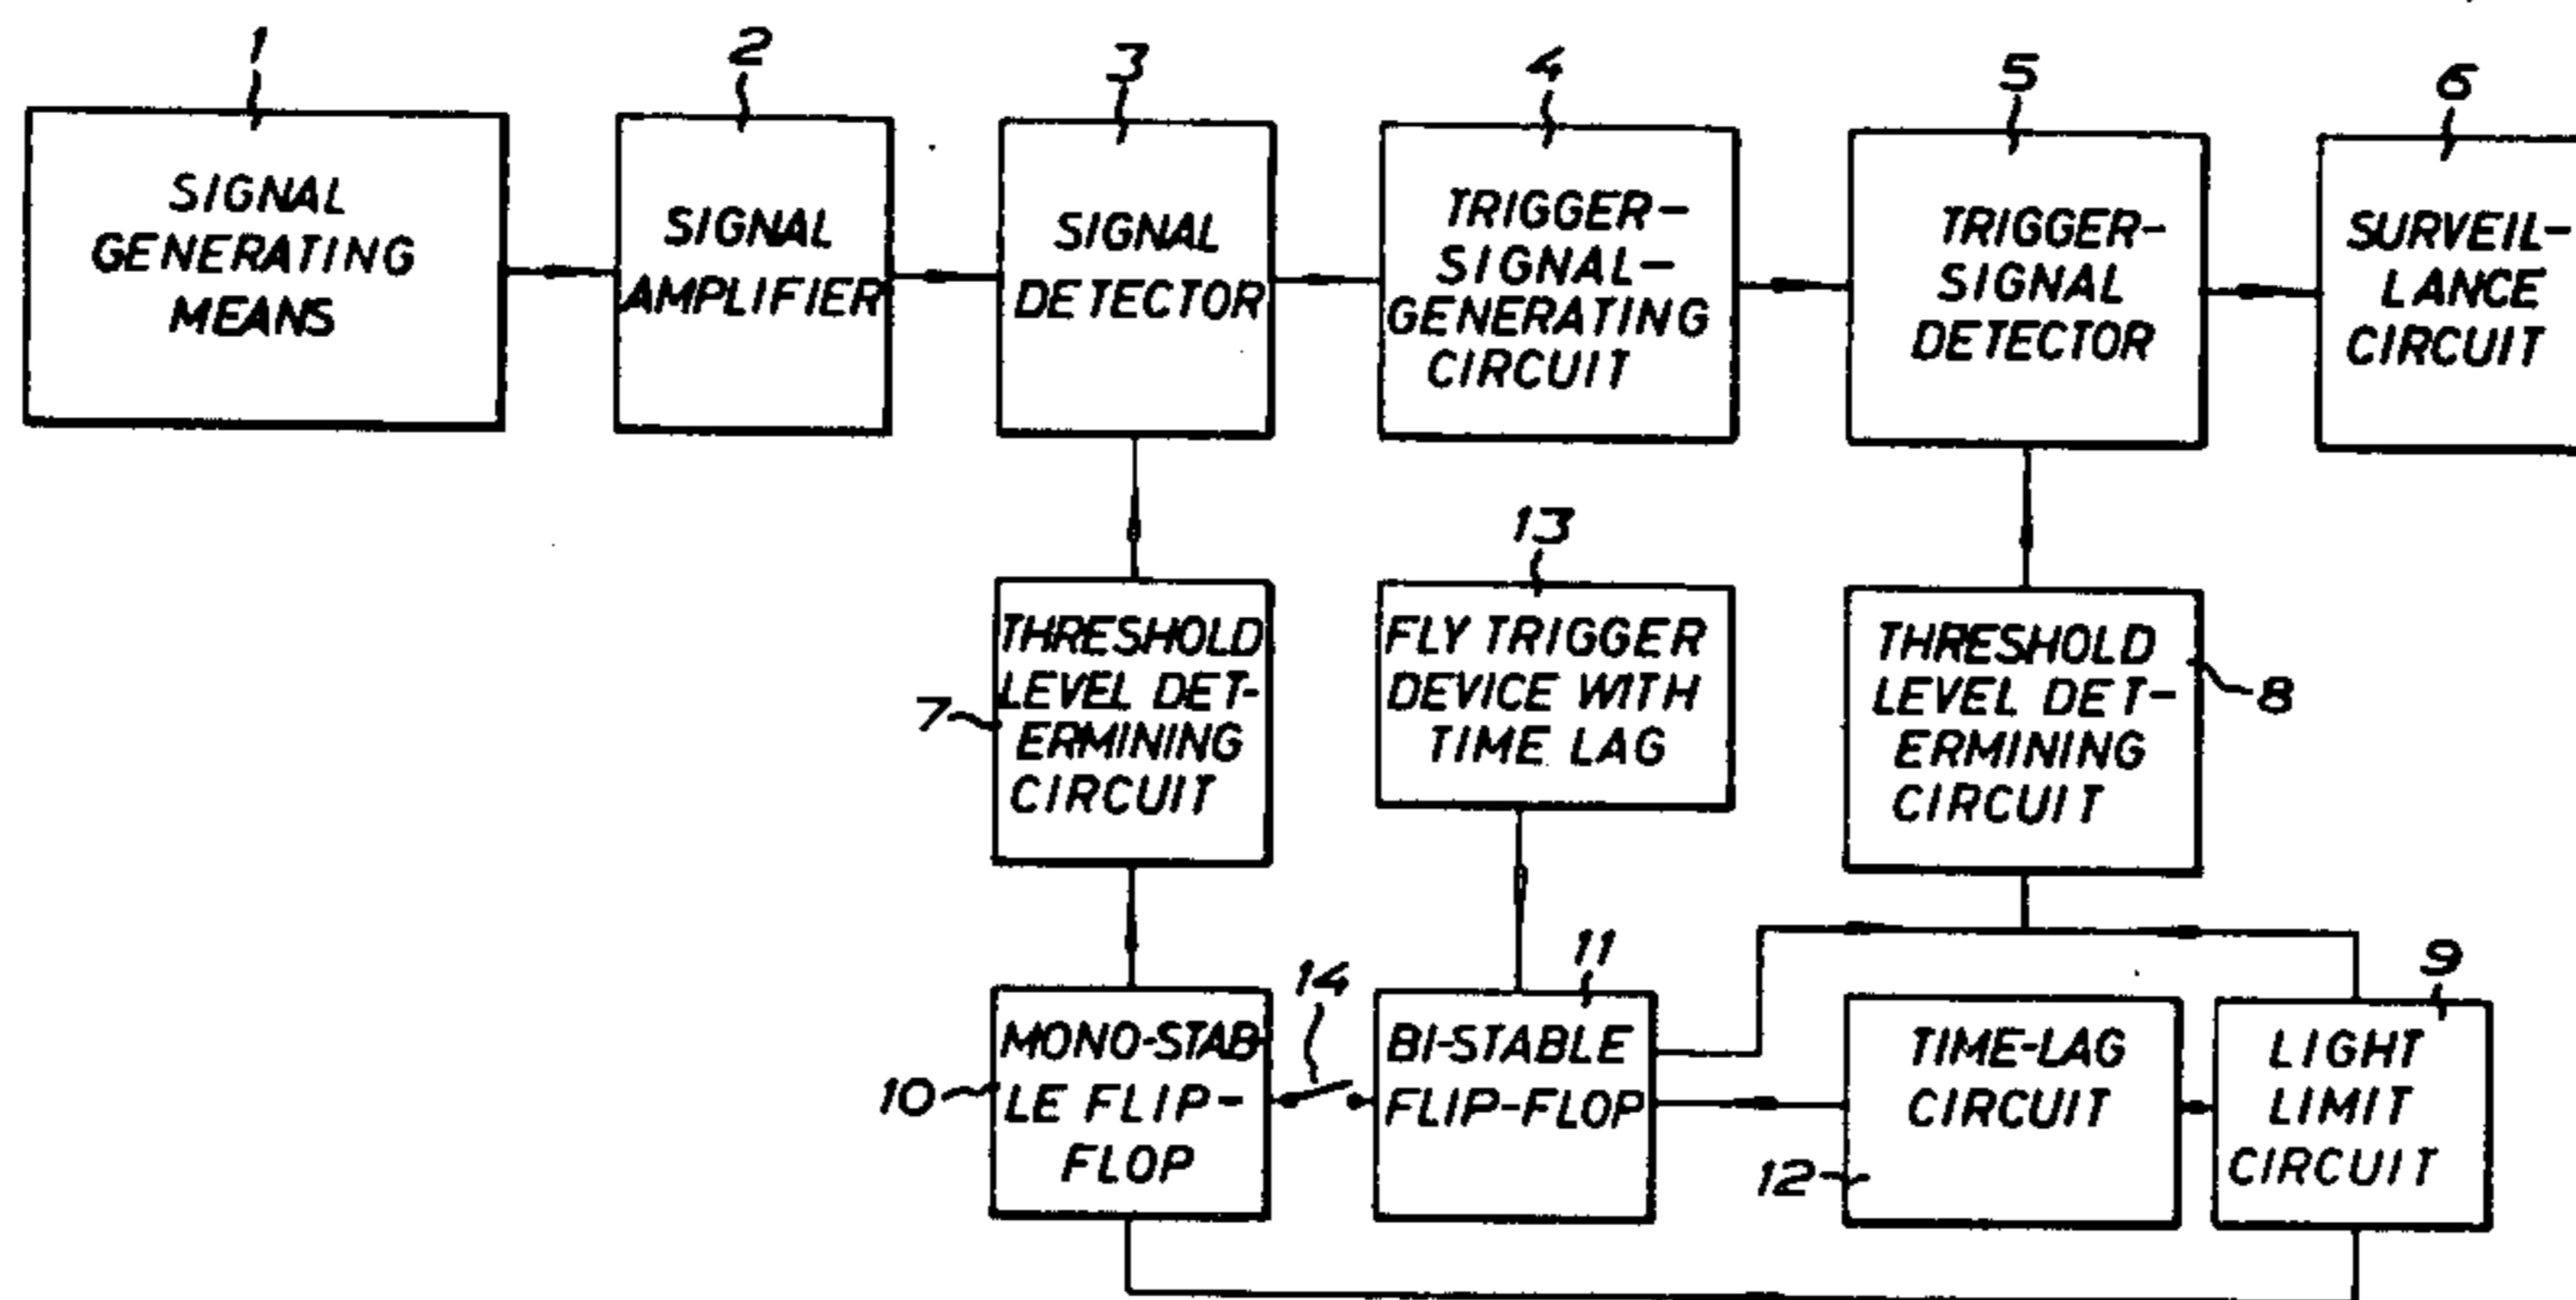 1
2
3
4
5
6
SIGNAL
GENERATING
MEANS
SIGNAL
AMPLIFIER
SIGNAL
DETECTOR
TRIGGER-
SIGNAL-
GENERATING
CIRCUIT
TRIGGER-
SIGNAL
DETECTOR
SURVEIL-
LANCE
CIRCUIT
7
THRESHOLD
LEVEL DET-
ERMINING
CIRCUIT
13
FLY TRIGGER
DEVICE WITH
TIME LAG
THRESHOLD
LEVEL DET-
ERMINING
CIRCUIT
8
10
MONO-STAB-
LE FLIP-
FLOP
14
11
BI-STABLE
FLIP-FLOP
12
TIME-LAG
CIRCUIT
9
LIGHT
LIMIT
CIRCUIT